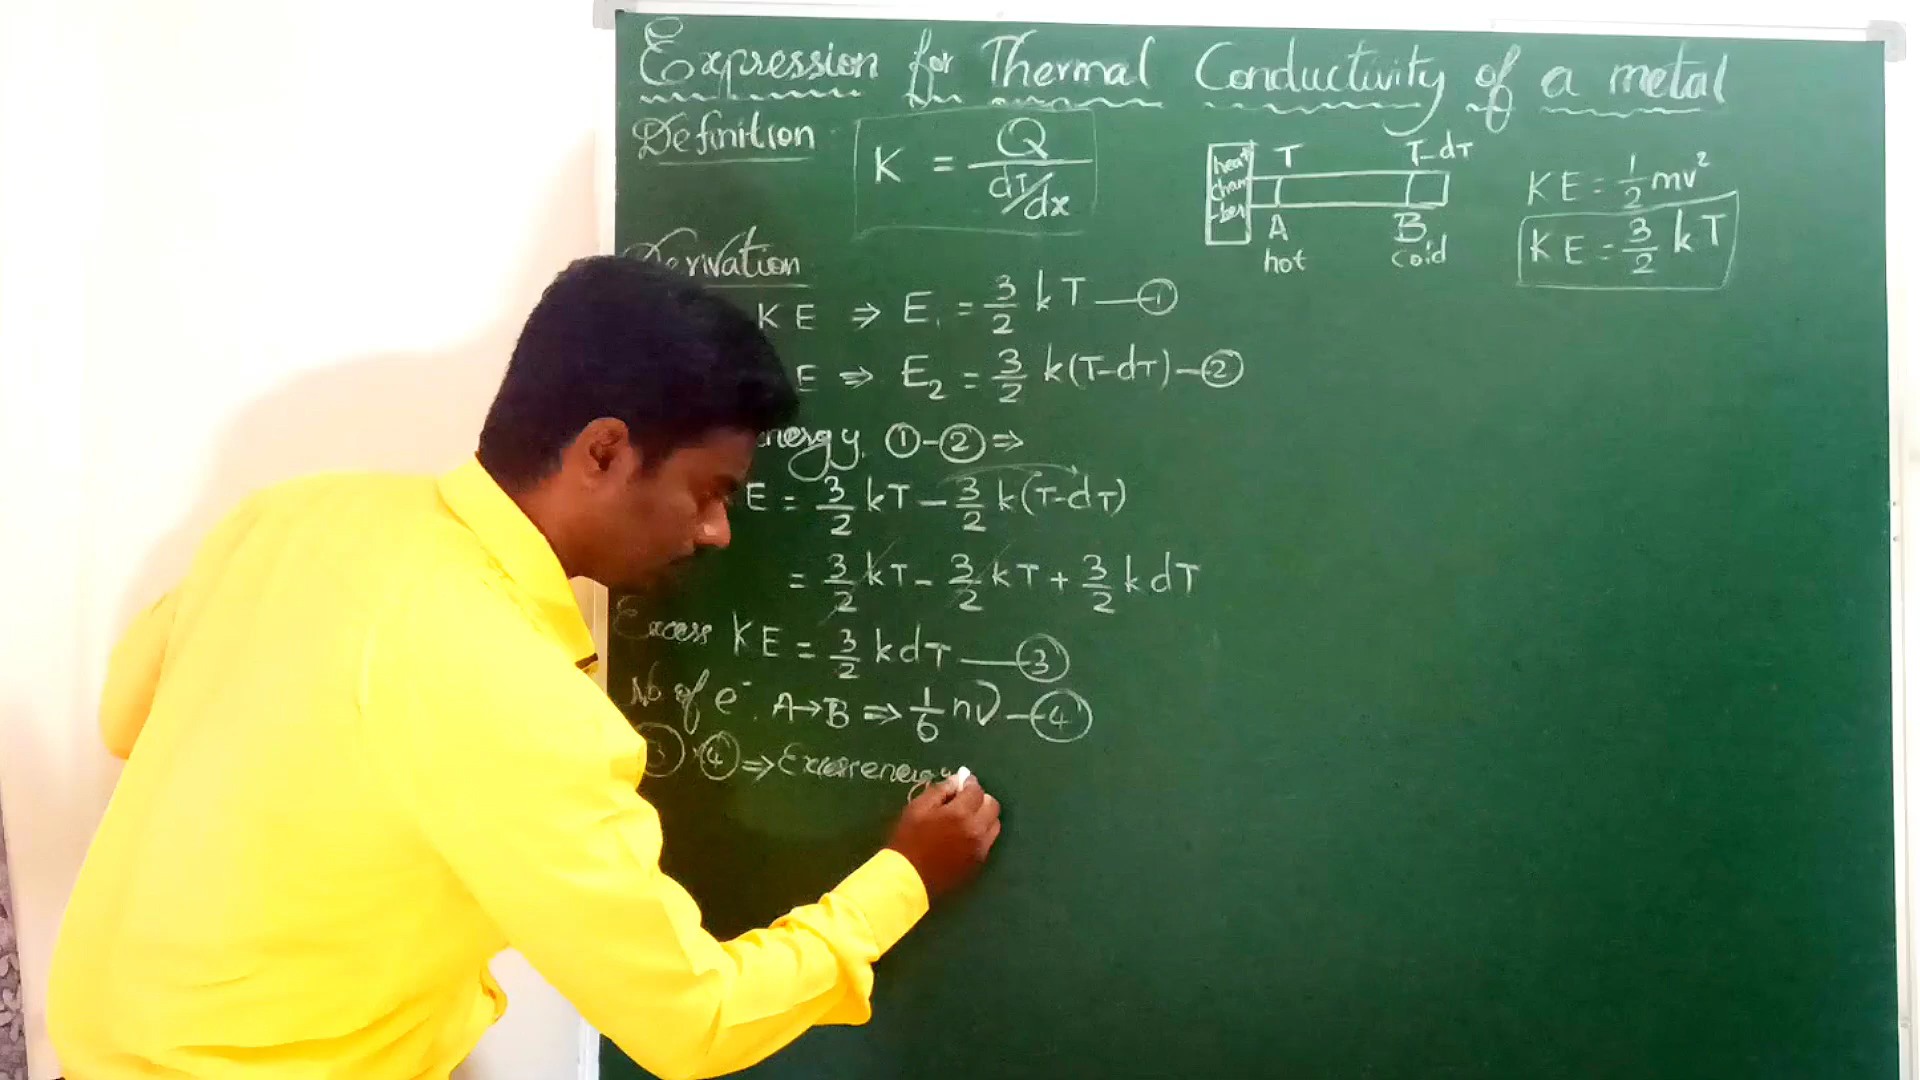 Expression for Thermal Conductivity of a metal
Definition
K = Q / dT/dx
heat cham -ber
T T-dT
A B
hot cold
KE = 1/2 mv²
KE = 3/2 kT
Derivation
KE ⇒ E₁ = 3/2 kT —①
E ⇒ E₂ = 3/2 k(T-dT) —②
energy ①-② ⇒
E = 3/2 kT - 3/2 k(T-dT)
= 3/2 kT - 3/2 kT + 3/2 k dT
Excess KE = 3/2 kdT —③
No of e⁻. A→B ⇒ 1/6 nv —④
③ × ④ ⇒ Excess energy